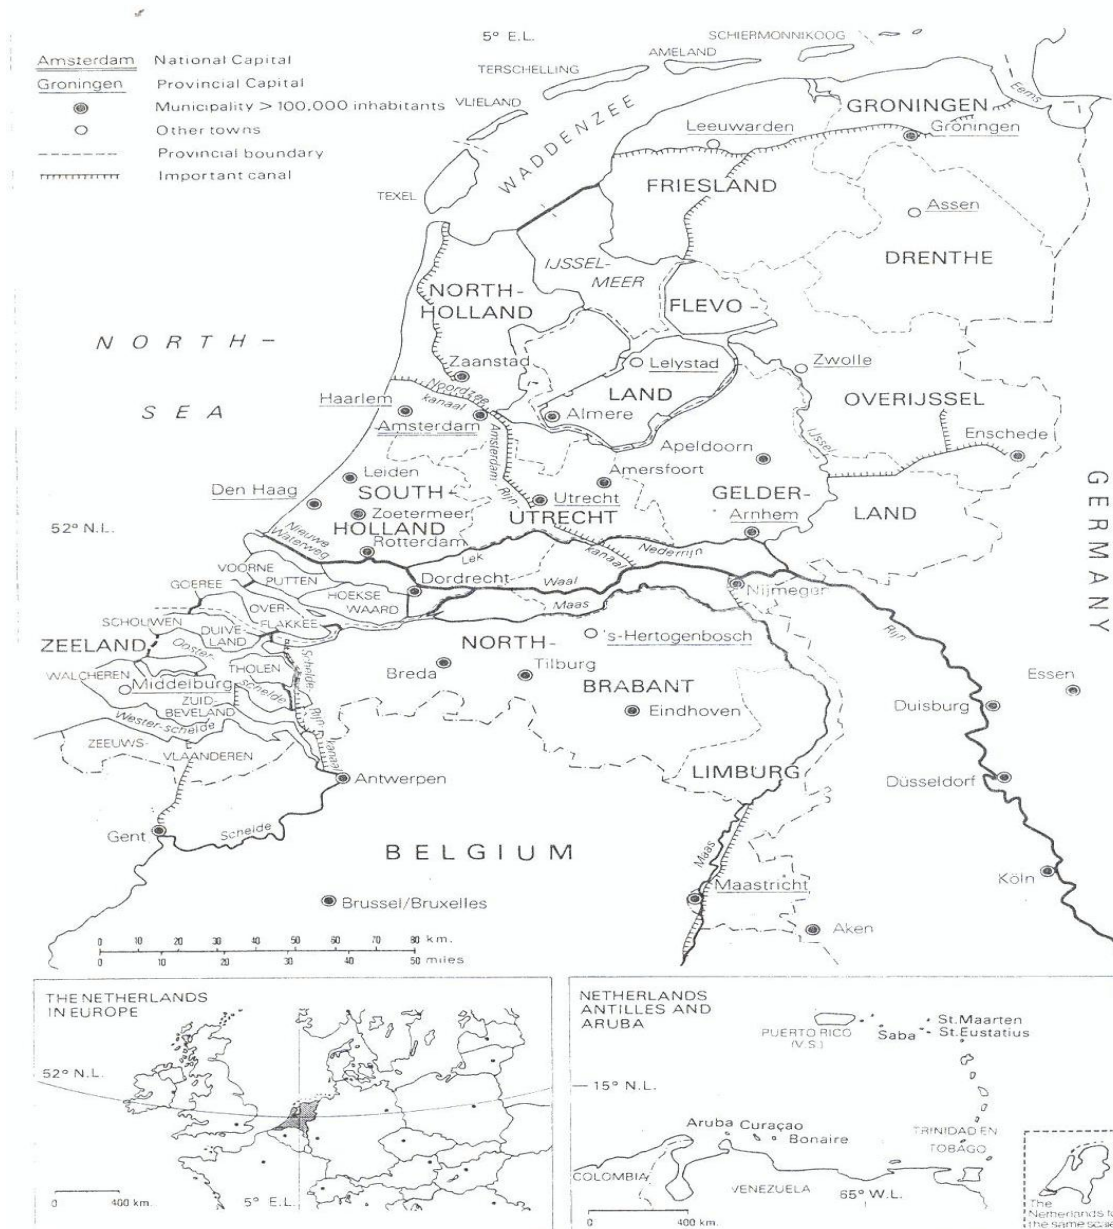 Amsterdam National Capital
Groningen Provincial Capital
Municipality > 100,000 inhabitants
Other towns
Provincial boundary
Important canal
5° E.L.
SCHIERMONNIKOOG
AMELAND
TERSCHELLING
VLIELAND
TEXEL
WADDENZEE
Eems
GRONINGEN
Groningen
Leeuwarden
FRIESLAND
Assen
DRENTHE
IJSSEL-
MEER
NORTH-
HOLLAND
FLEVO-
LAND
NORTH-
SEA
Zaanstad
Lelystad
Zwolle
Noordzee
kanaal
Haarlem
Amsterdam
Almere
OVERIJSSEL
IJssel
Enschede
Apeldoorn
Amersfoort
Amsterdam-
Rijn
kanaal
Leiden
Den Haag
SOUTH-
HOLLAND
Zoetermeer
Utrecht
UTRECHT
GELDER-
LAND
Arnhem
GERMANY
52° N.L.
Nieuwe
Waterweg
Rotterdam
Lek
Nederrijn
VOORNE
PUTTEN
GOEREE
HOEKSE
WAARD
Dordrecht
Waal
Maas
Nijmegen
Rijn
OVER-
FLAKKEE
SCHOUWEN
DUIVE-
LAND
ZEELAND
Ooster-
schelde
THOLEN
Schelde-
Rijn-
kanaal
WALCHEREN
Middelburg
ZUID-
BEVELAND
Wester-schelde
ZEEUWS-
VLAANDEREN
NORTH-
BRABANT
's-Hertogenbosch
Breda
Tilburg
Eindhoven
Essen
Duisburg
LIMBURG
Düsseldorf
Antwerpen
Gent
Schelde
BELGIUM
Maas
Maastricht
Köln
Brussel/Bruxelles
Aken
0 10 20 30 40 50 60 70 80 km.
0 10 20 30 40 50 miles
THE NETHERLANDS
IN EUROPE
52° N.L.
5° E.L.
0 400 km.
NETHERLANDS
ANTILLES AND
ARUBA
PUERTO RICO
(V.S.)
Saba
St.Maarten
St.Eustatius
15° N.L.
Aruba Curaçao
Bonaire
TRINIDAD EN
TOBAGO
COLOMBIA
VENEZUELA
65° W.L.
0 400 km.
The
Netherlands
the same scale